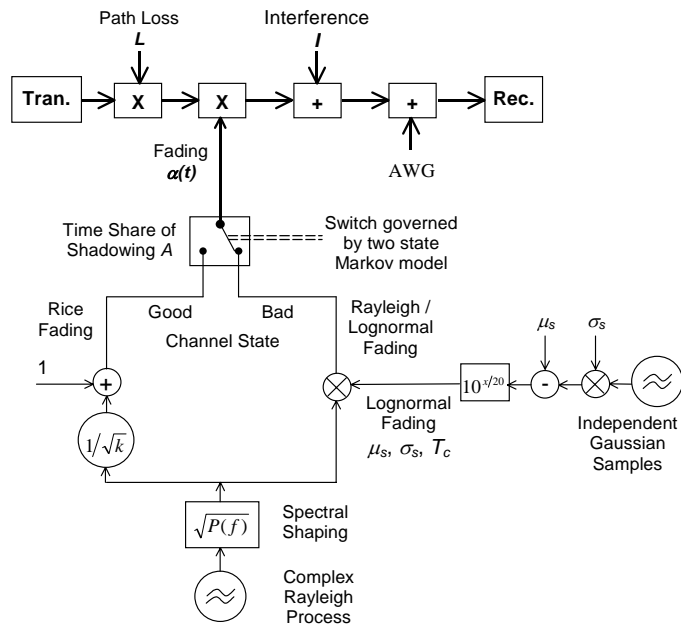 Path Loss
L
Interference
I
Tran.
X
X
+
+
Rec.
Fading
α(t)
AWG
Time Share of
Shadowing A
Switch governed
by two state
Markov model
Rice
Fading
Good
Bad
Channel State
Rayleigh /
Lognormal
Fading
μs
σs
1
+
10^x/20
-
Lognormal
Fading
μs, σs, Tc
Independent
Gaussian
Samples
1/√k
√P(f)
Spectral
Shaping
Complex
Rayleigh
Process